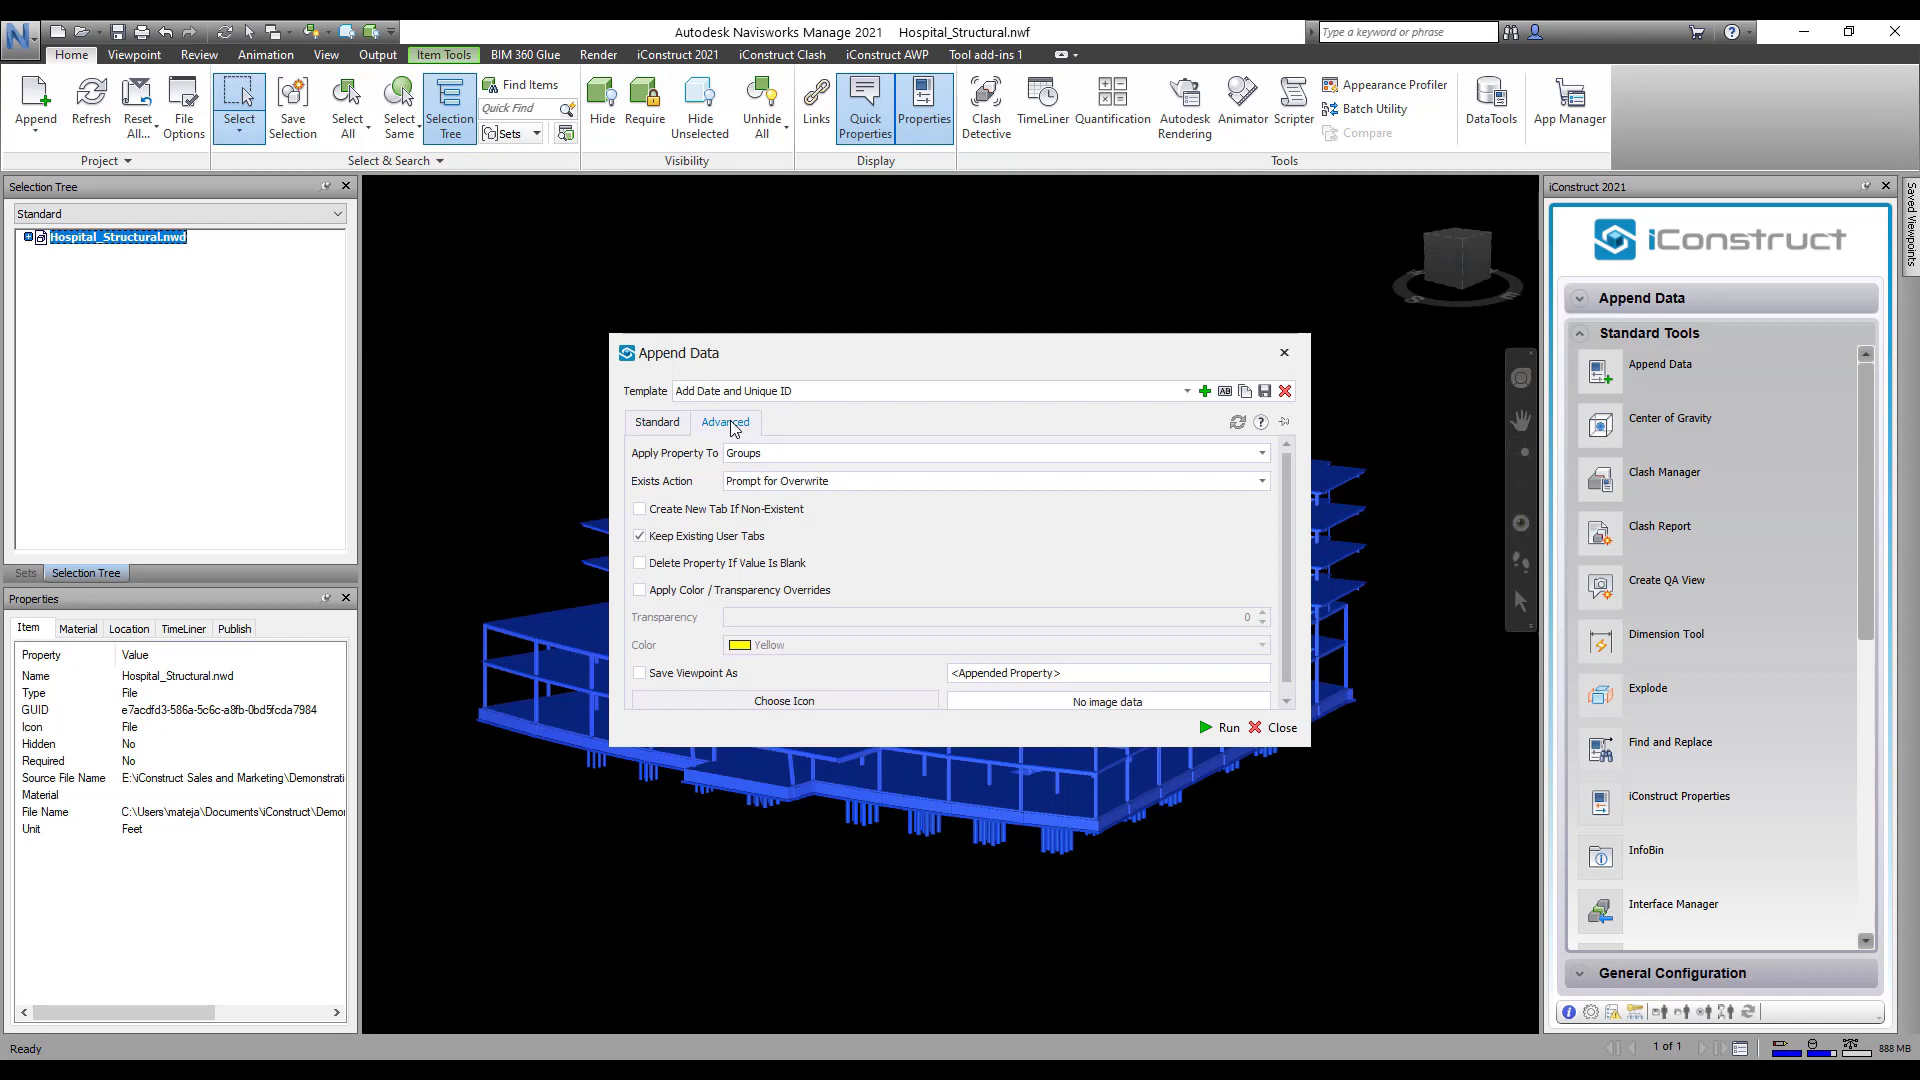 Autodesk Navisworks Manage 2021 Hospital_Structural.nwf
Type a keyword or phrase
Home Viewpoint Review Animation View Output Item Tools BIM 360 Glue Render iConstruct 2021 iConstruct Clash iConstruct AWP Tool add-ins 1
Append
Refresh
Reset All...
File Options
Project
Select
Save Selection
Select All
Select Same
Selection Tree
Find Items
Quick Find
Sets
Select & Search
Hide
Require
Hide Unselected
Unhide All
Visibility
Links
Quick Properties
Properties
Display
Clash Detective
TimeLiner
Quantification
Autodesk Rendering
Animator
Scripter
Appearance Profiler
Batch Utility
Compare
Tools
DataTools
App Manager
Selection Tree
Standard
Hospital_Structural.nwd
Sets Selection Tree
Properties
Item Material Location TimeLiner Publish
Property Value
Name Hospital_Structural.nwd
Type File
GUID e7acdfd3-586a-5c6c-a8fb-0bd5fcda7984
Icon File
Hidden No
Required No
Source File Name E:\iConstruct Sales and Marketing\Demonstrati
Material
File Name C:\Users\mateja\Documents\iConstruct\Demor
Unit Feet
Append Data
Template Add Date and Unique ID
AB
Standard Advanced
Apply Property To Groups
Exists Action Prompt for Overwrite
Create New Tab If Non-Existent
Keep Existing User Tabs
Delete Property If Value Is Blank
Apply Color / Transparency Overrides
Transparency 0
Color Yellow
Save Viewpoint As <Appended Property>
Choose Icon No image data
Run Close
iConstruct 2021
iConstruct
Append Data
Standard Tools
Append Data
Center of Gravity
Clash Manager
Clash Report
Create QA View
Dimension Tool
Explode
Find and Replace
iConstruct Properties
InfoBin
Interface Manager
General Configuration
Saved Viewpoints
Ready
1 of 1
888 MB